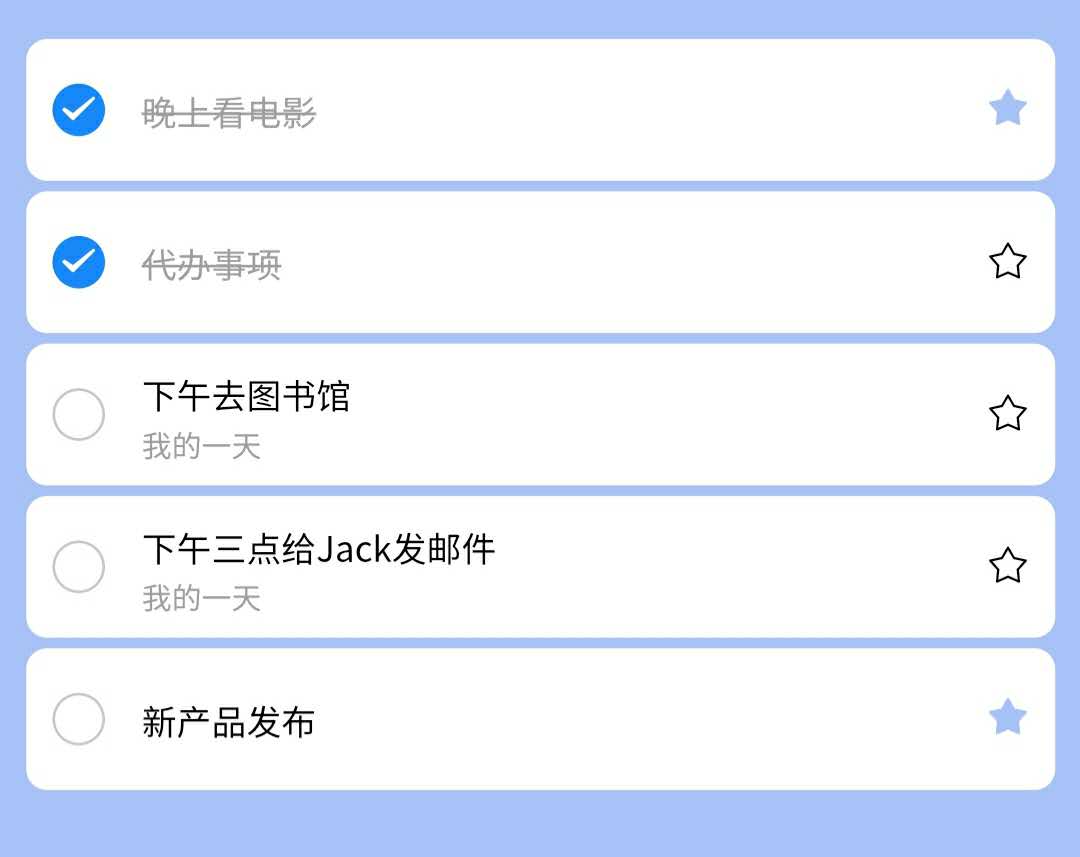 晚上看电影
代办事项
下午去图书馆
我的一天
下午三点给Jack发邮件
我的一天
新产品发布